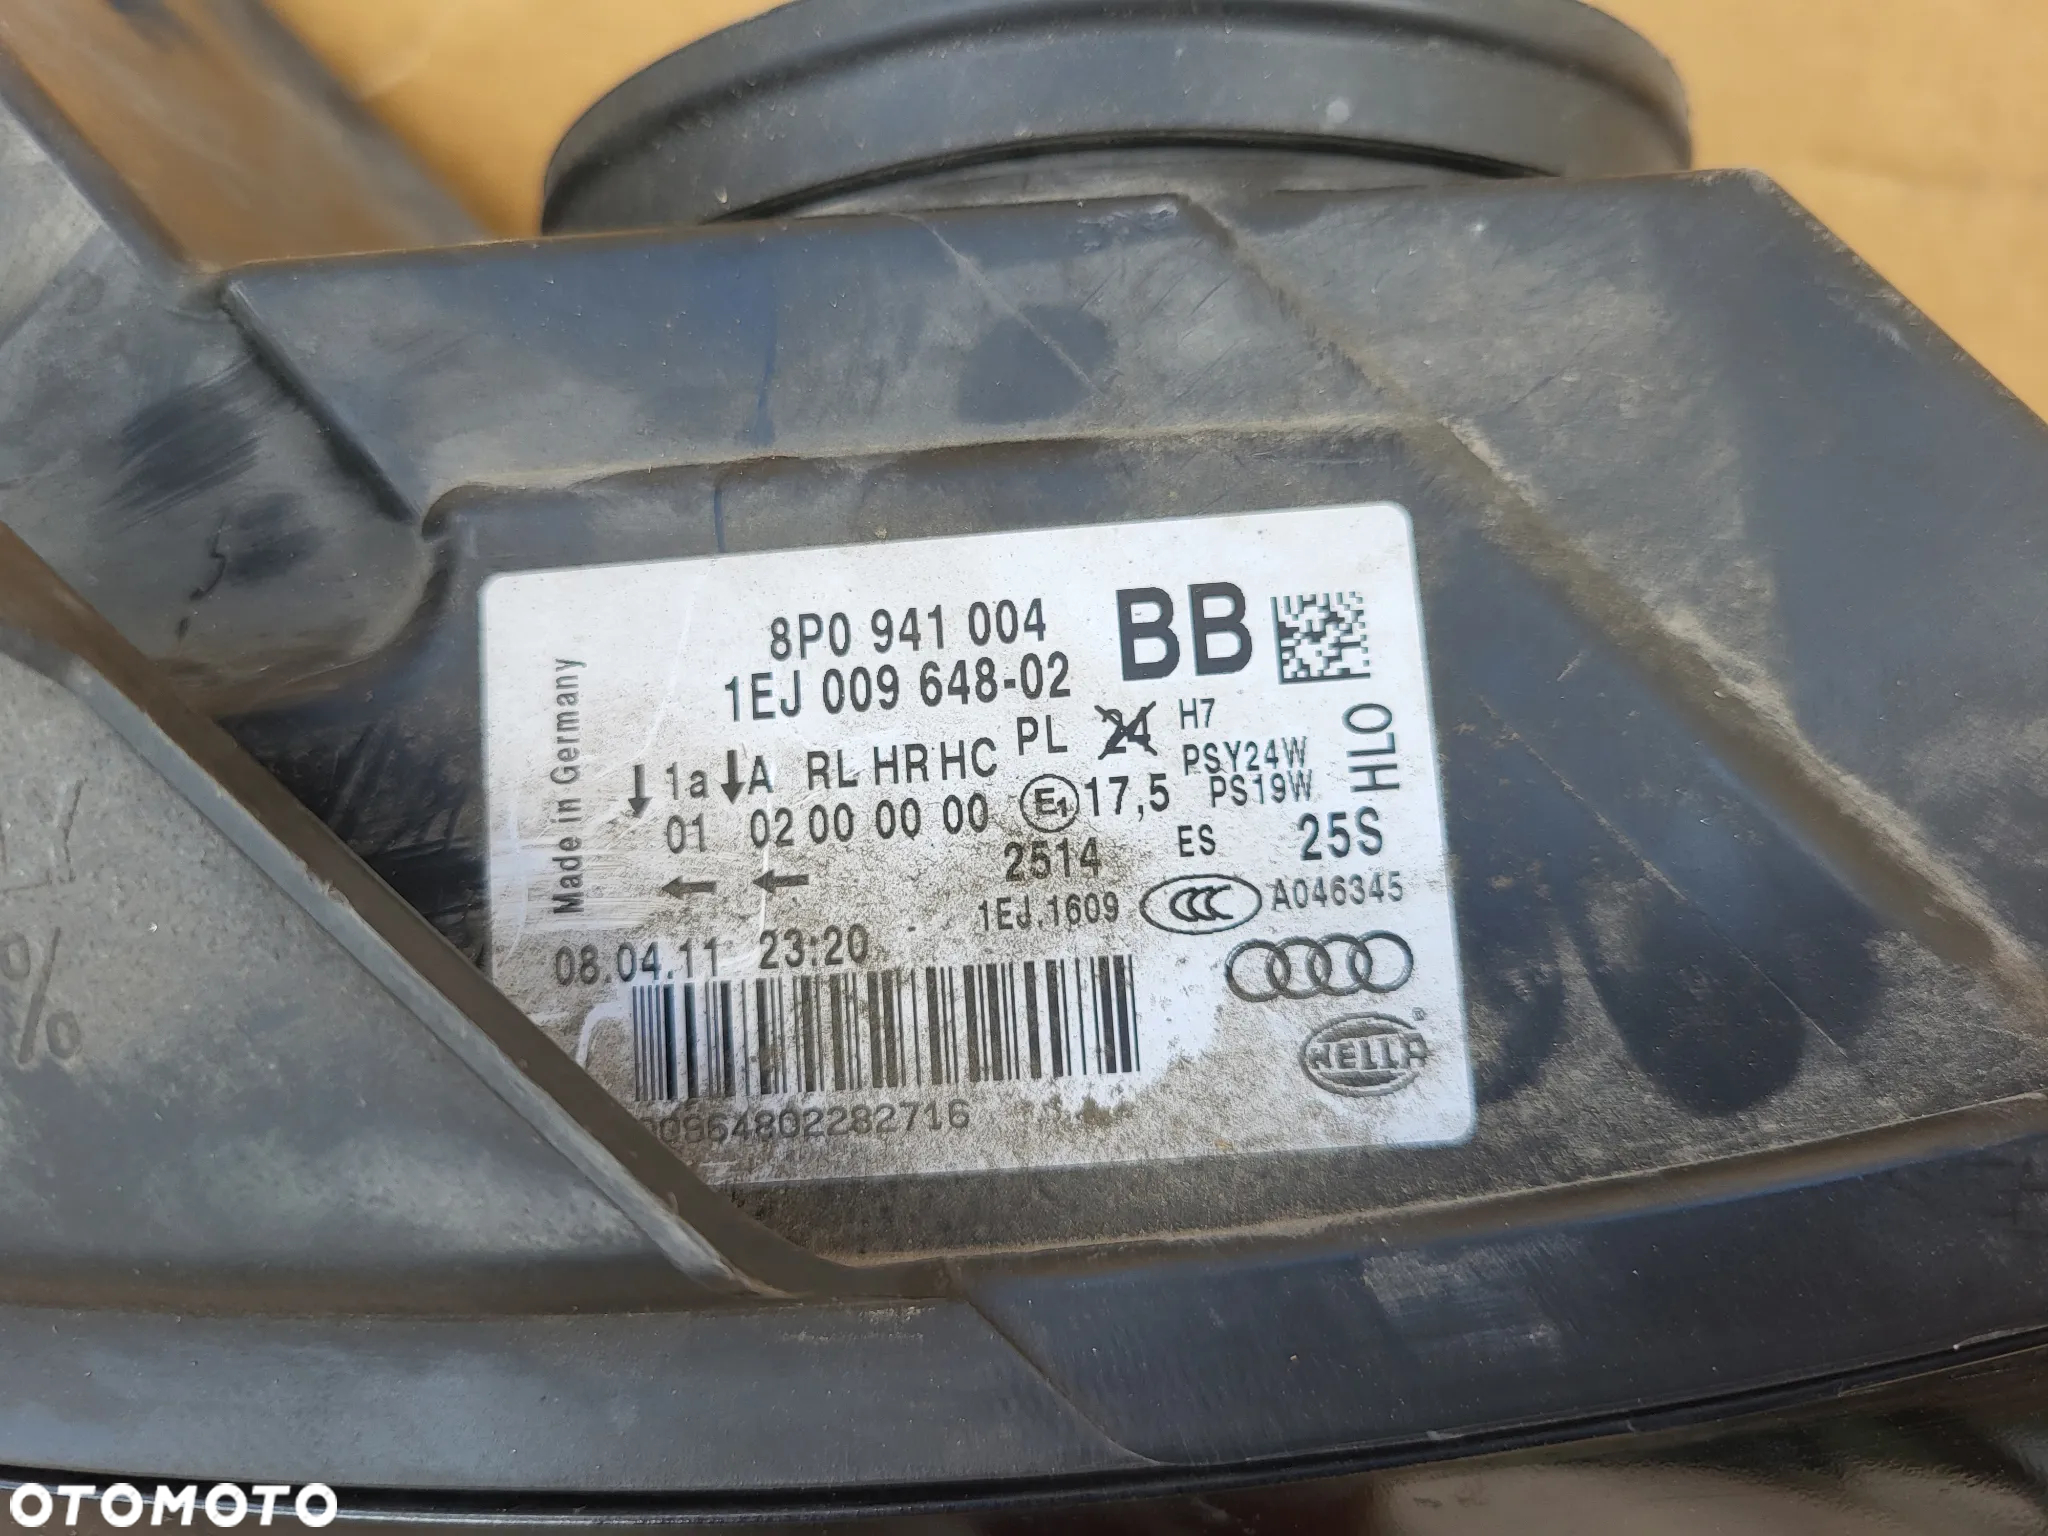 8P0 941 004 BB
1EJ 009 648-02
Made in Germany
1a A RL HR HC PL 24 H7
PSY24W
01 02 00 00 00 E1 17,5 PS19W
HLO
2514 ES 25S
1EJ.1609 CCC A046345
08.04.11 23:20
HELLA®
00964802282716
%
OTOMOTO